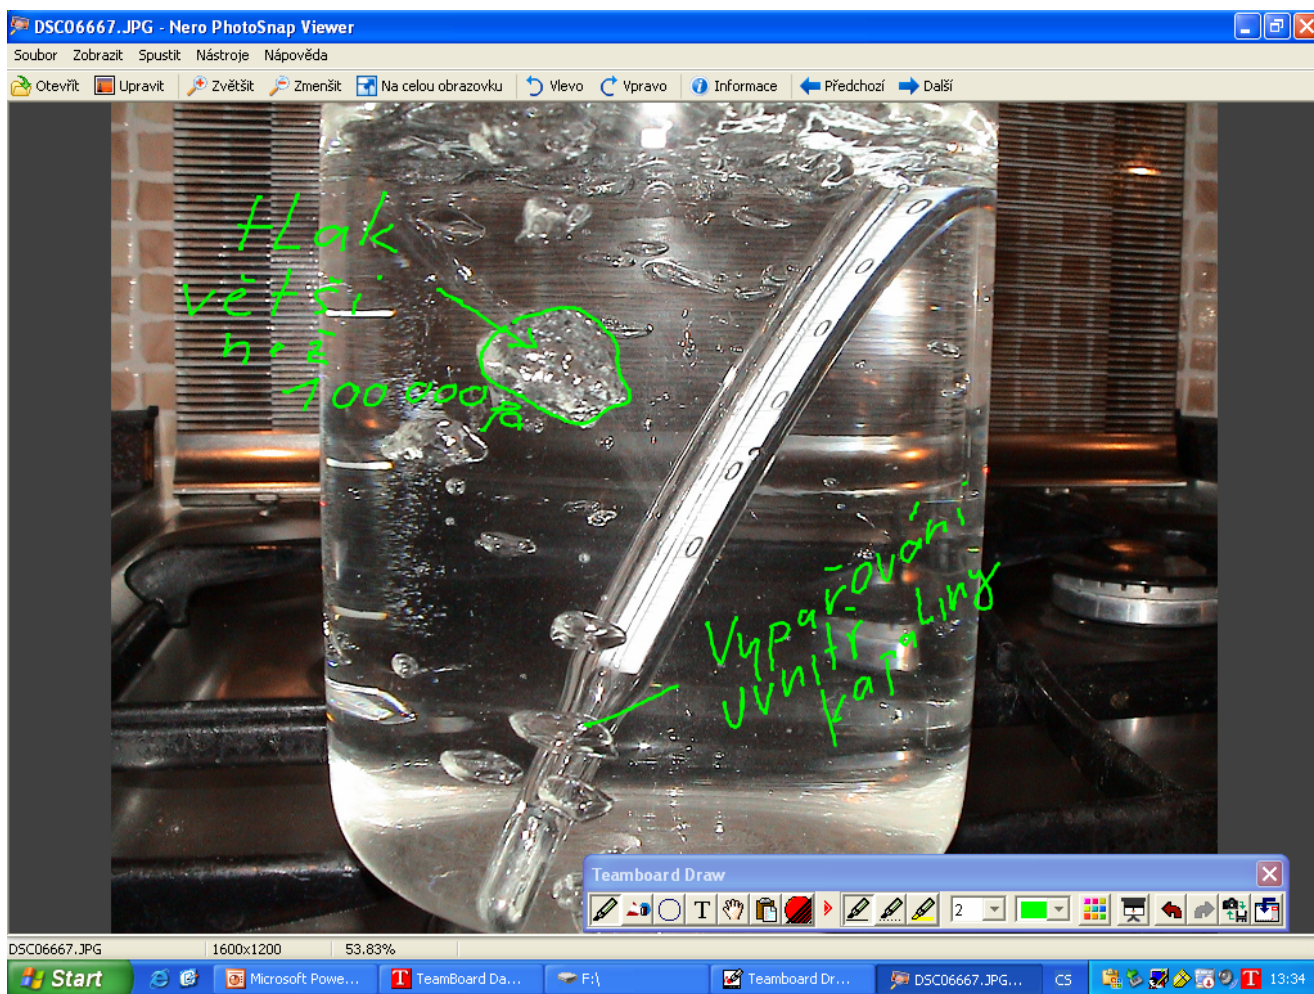 DSC06667.JPG - Nero PhotoSnap Viewer
Soubor Zobrazit Spustit Nástroje Nápověda
Otevřít Upravit Zvětšit Zmenšit Na celou obrazovku Vlevo Vpravo Informace Předchozí Další
tLak
větší
než
100 000 Pa
Vypařování
uvnitř
kapaLiny
Teamboard Draw
T
2
DSC06667.JPG 1600x1200 53.83%
Start Microsoft Powe... TeamBoard Da... F:\ Teamboard Dr... DSC06667.JPG... CS 13:34